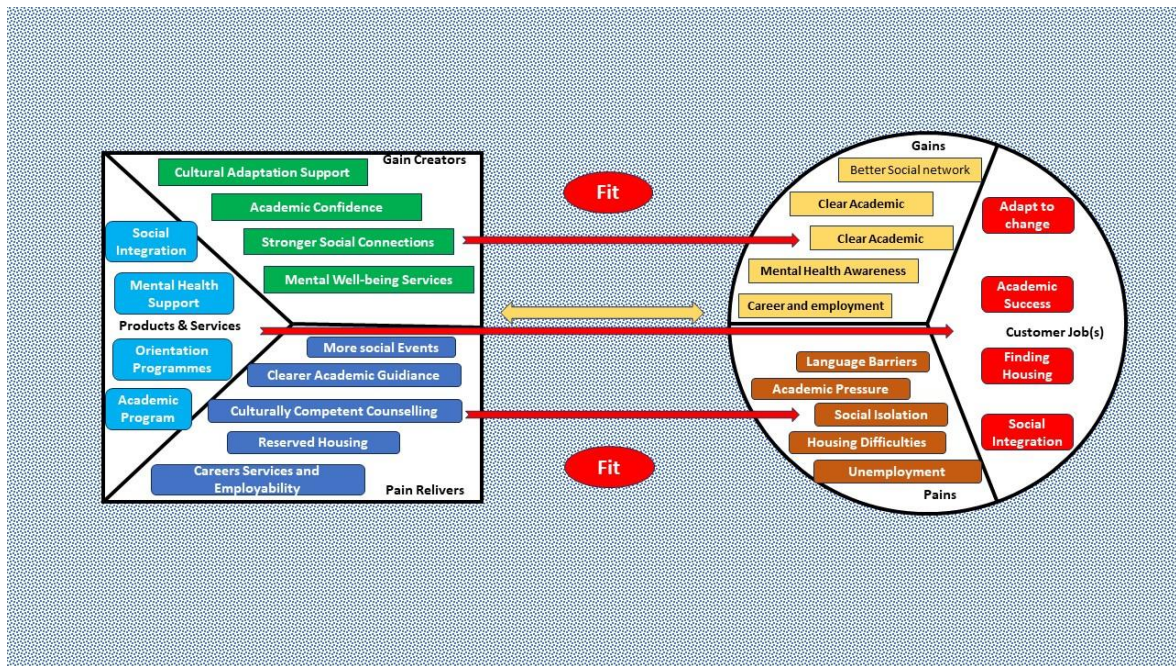 Gain Creators
Cultural Adaptation Support
Academic Confidence
Stronger Social Connections
Mental Well-being Services
Social
Integration
Mental Health
Support
Products & Services
Orientation
Programmes
Academic
Program
More social Events
Clearer Academic Guidiance
Culturally Competent Counselling
Reserved Housing
Careers Services and
Employability
Pain Relivers
Fit
Fit
Gains
Better Social network
Clear Academic
Clear Academic
Mental Health Awareness
Career and employment
Adapt to
change
Academic
Success
Customer Job(s)
Finding
Housing
Social
Integration
Language Barriers
Academic Pressure
Social Isolation
Housing Difficulties
Unemployment
Pains